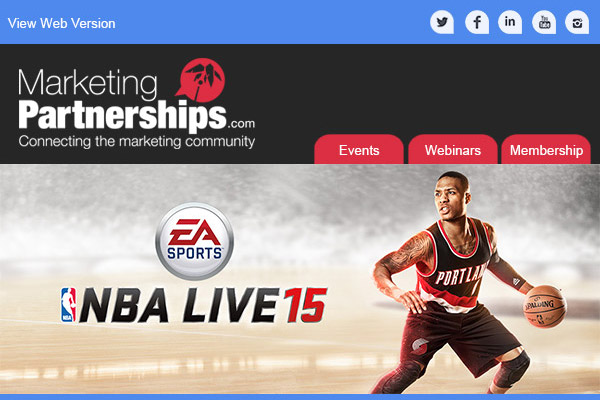 View Web Version
Marketing
Partnerships.com
Connecting the marketing community
Events
Webinars
Membership
EA
SPORTS
NBA LIVE 15
NBA
PORTLAND
SPALDING